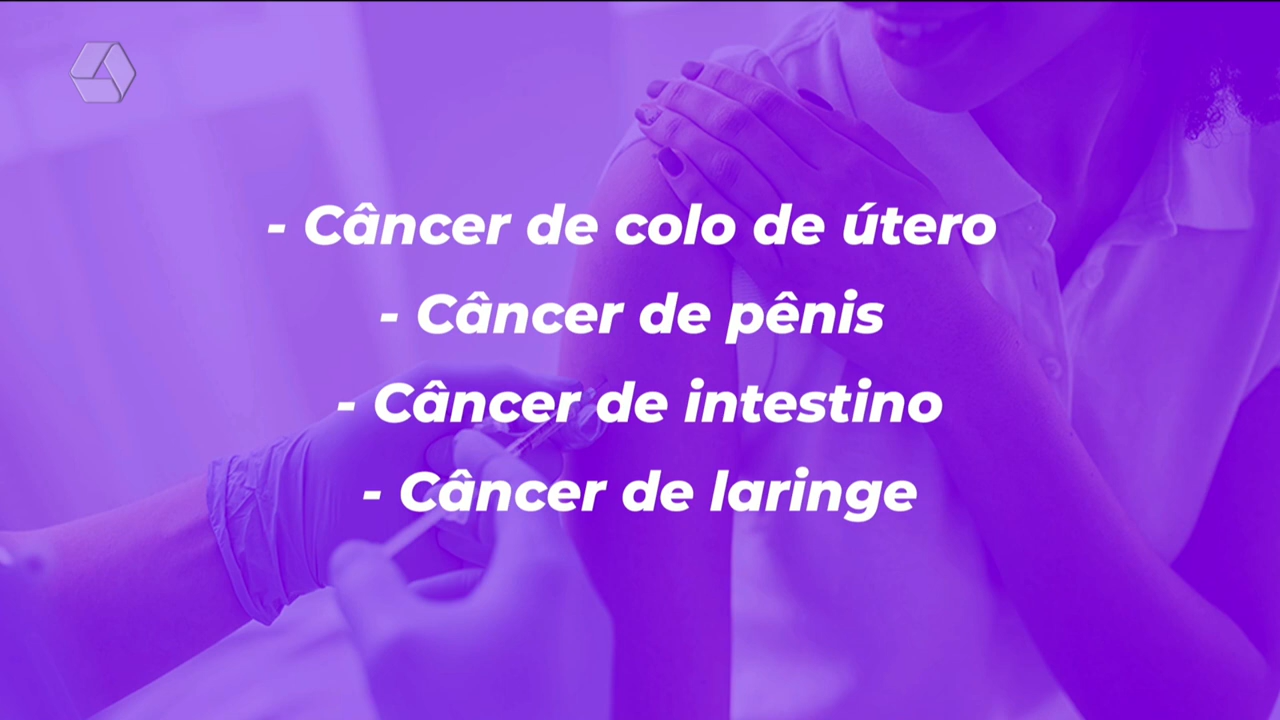 - Câncer de colo de útero
- Câncer de pênis
- Câncer de intestino
- Câncer de laringe